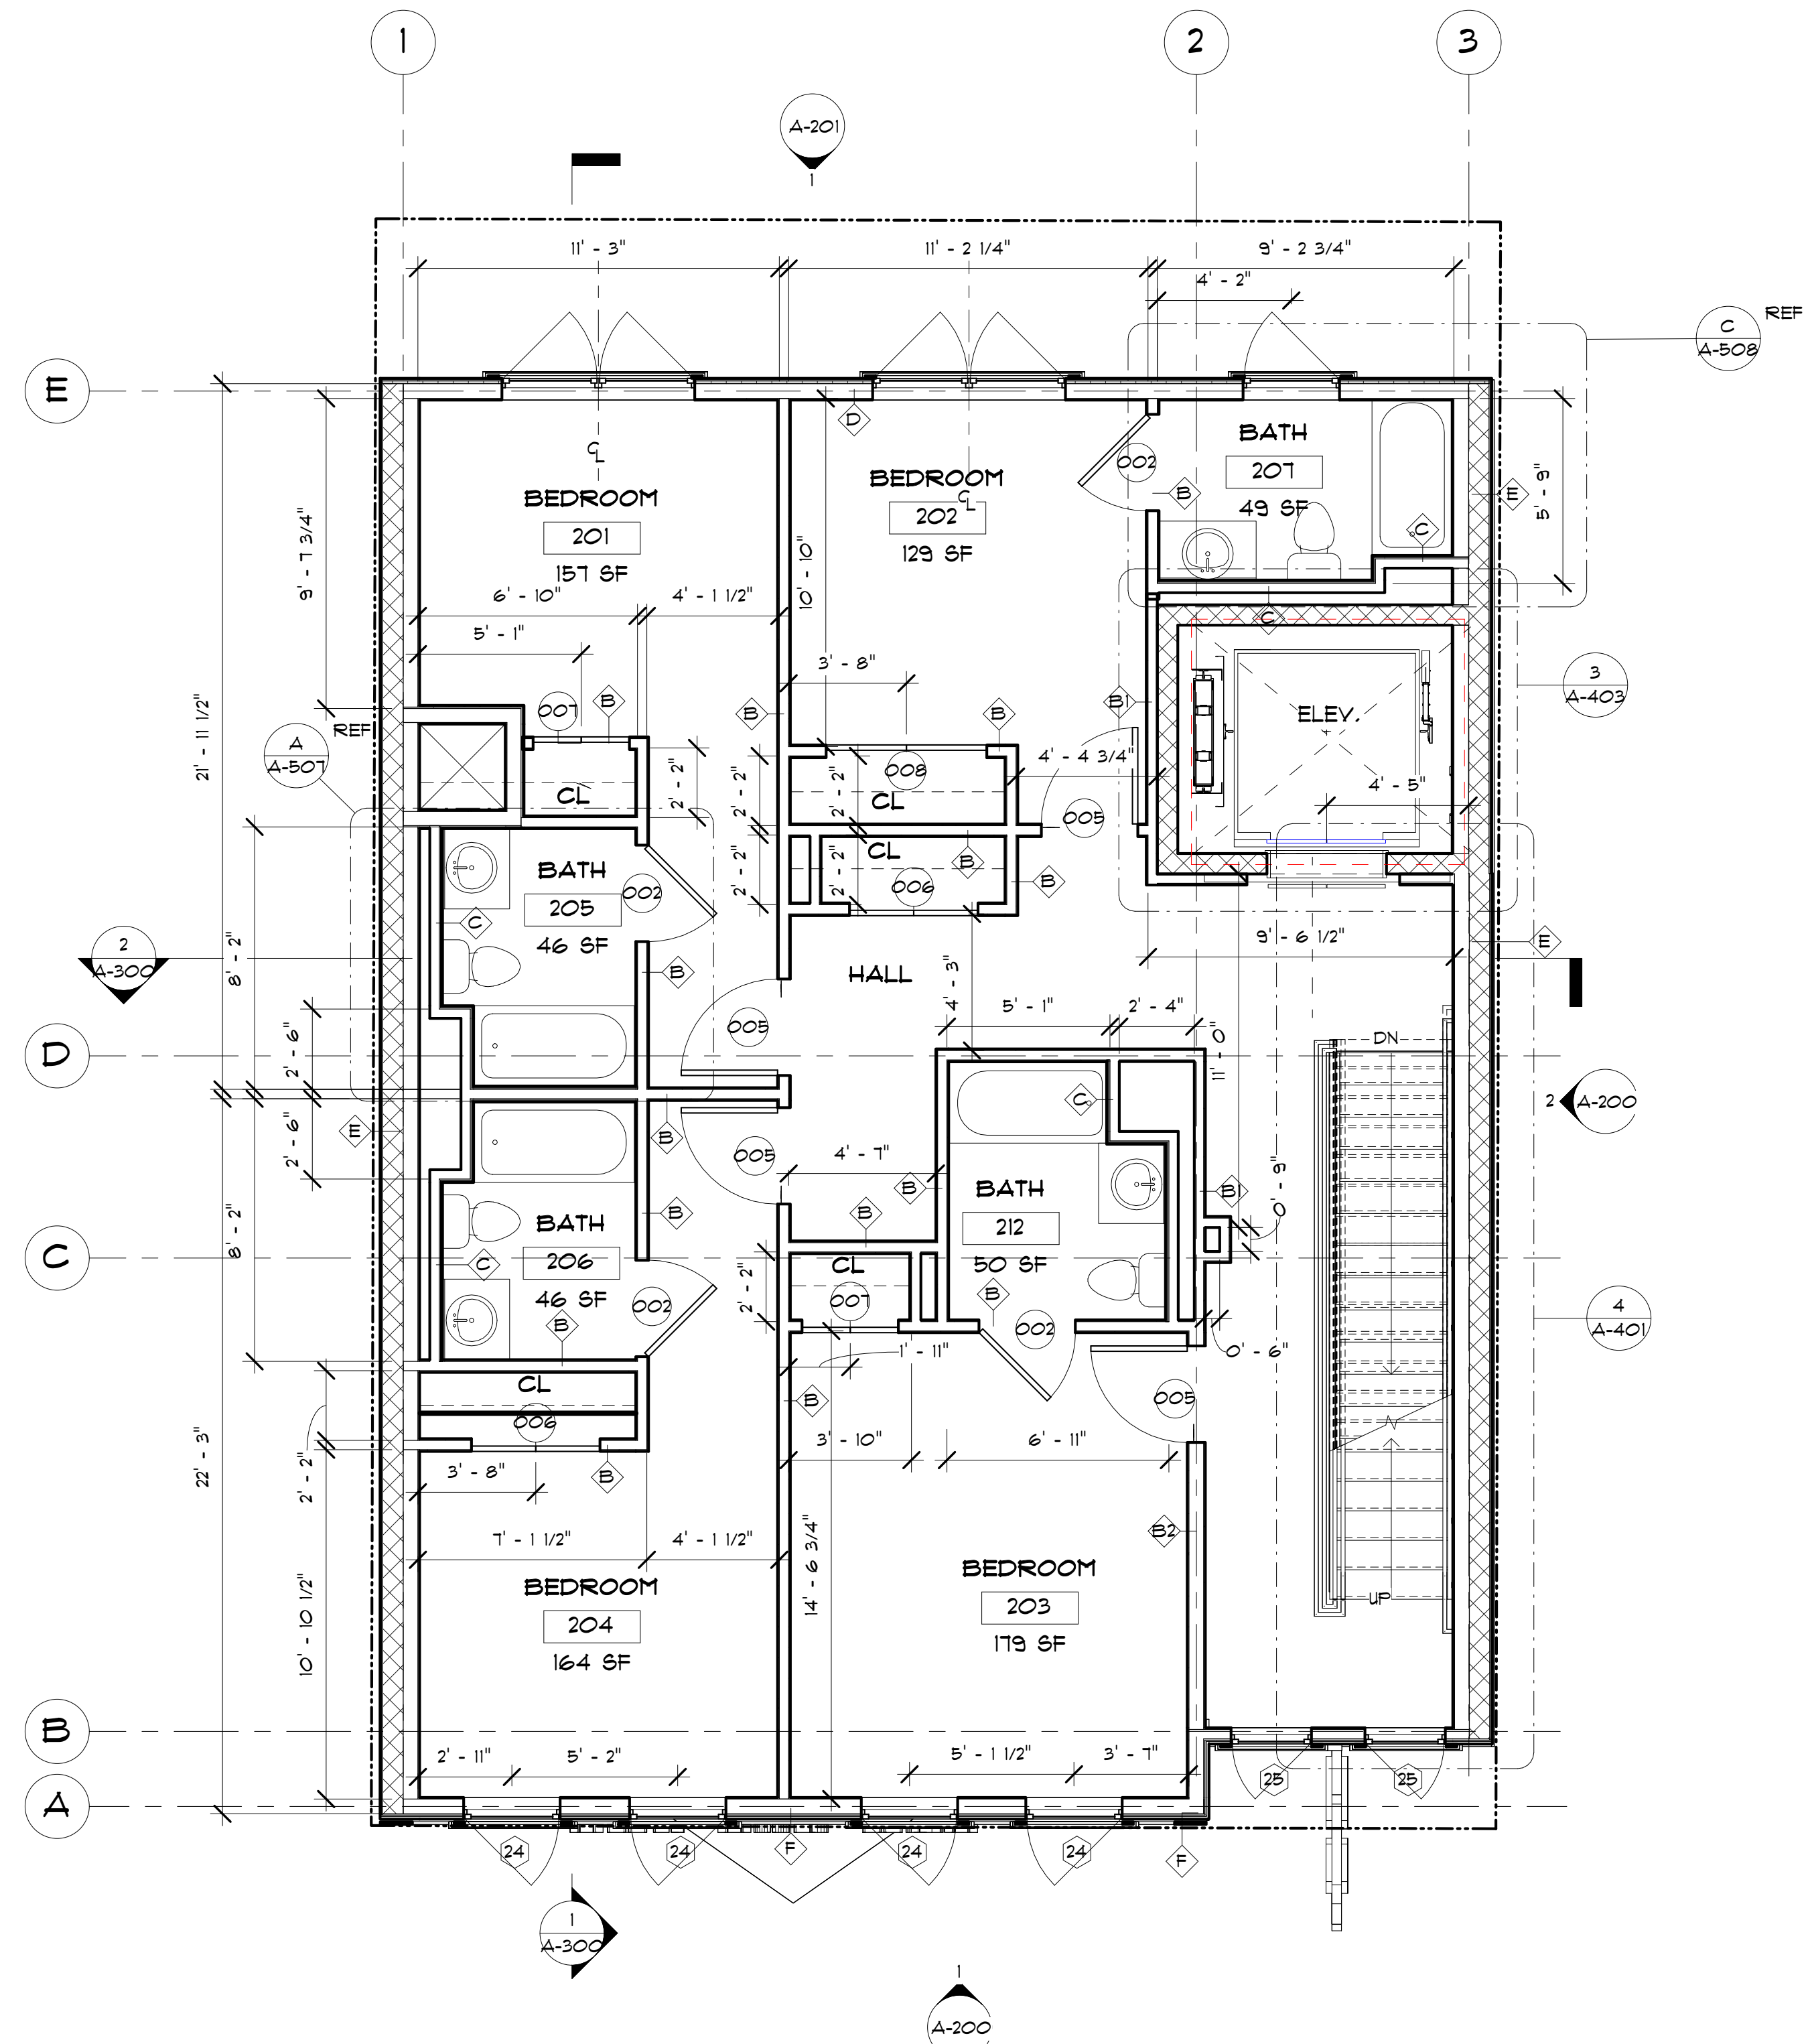 1
2
3
A-201
1
11' - 3"
11' - 2 1/4"
9' - 2 3/4"
4' - 2"
REF
C
A-508
E
D
BATH
207
49 SF
002
B
E
5' - 9"
C
CL
BEDROOM
201
157 SF
BEDROOM
202
CL
129 SF
9' - 7 3/4"
10' - 10"
6' - 10"
4' - 1 1/2"
5' - 1"
C
3' - 8"
3
A-403
21' - 11 1/2"
REF
A
A-507
007
B
B
B
B1
ELEV.
4' - 4 3/4"
4' - 5"
CL
2' - 2"
2' - 2"
2' - 2"
008
CL
005
CL
2' - 2"
2' - 2"
B
B
006
BATH
205
46 SF
002
C
2
A-300
8' - 2"
B
HALL
4' - 3"
9' - 6 1/2"
E
5' - 1"
2' - 4"
005
2' - 6"
11' - 0"
DN
D
2
A-200
C
E
2' - 6"
B
005
4' - 7"
B
B
B
BATH
212
50 SF
B1
0' - 9"
8' - 2"
BATH
206
46 SF
C
C
002
B
CL
007
2' - 2"
B
002
1' - 11"
0' - 6"
4
A-401
CL
006
B
2' - 2"
3' - 8"
B
3' - 10"
6' - 11"
005
22' - 3"
7' - 1 1/2"
4' - 1 1/2"
14' - 6 3/4"
B2
BEDROOM
204
164 SF
BEDROOM
203
179 SF
UP
10' - 10 1/2"
B
2' - 11"
5' - 2"
5' - 1 1/2"
3' - 7"
25
25
A
24
24
F
24
24
F
1
A-300
1
A-200